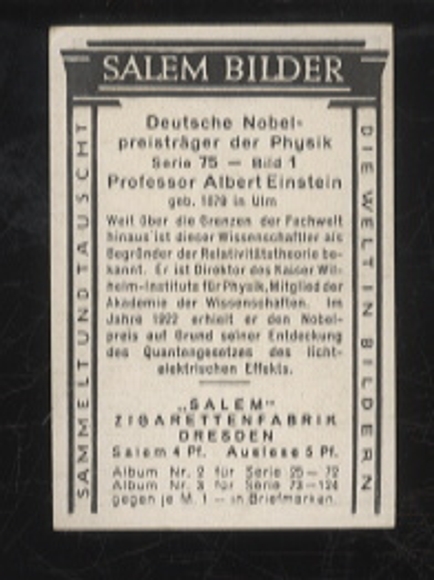 SALEM BILDER
SAMMELT UND TAUSCHT
DIE WELT IN BILDERN
Deutsche Nobel-
preisträger der Physik
Serie 75 — Bild 1
Professor Albert Einstein
geb. 1879 in Ulm
Weit über die Grenzen der Fachwelt
hinaus ist dieser Wissenschaftler als
Begründer der Relativitätstheorie be-
kannt. Er ist Direktor des Kaiser Wil-
helm-Instituts für Physik, Mitglied der
Akademie der Wissenschaften. Im
Jahre 1922 erhielt er den Nobel-
preis auf Grund seiner Entdeckung
des Quantengesetzes des licht-
elektrischen Effekts.
„SALEM"
ZIGARETTENFABRIK
DRESDEN
Salem 4 Pf. Auslese 5 Pf.
Album Nr. 2 für Serie 25—72
Album Nr. 3 für Serie 73—124
gegen je M. 1 — in Briefmarken.